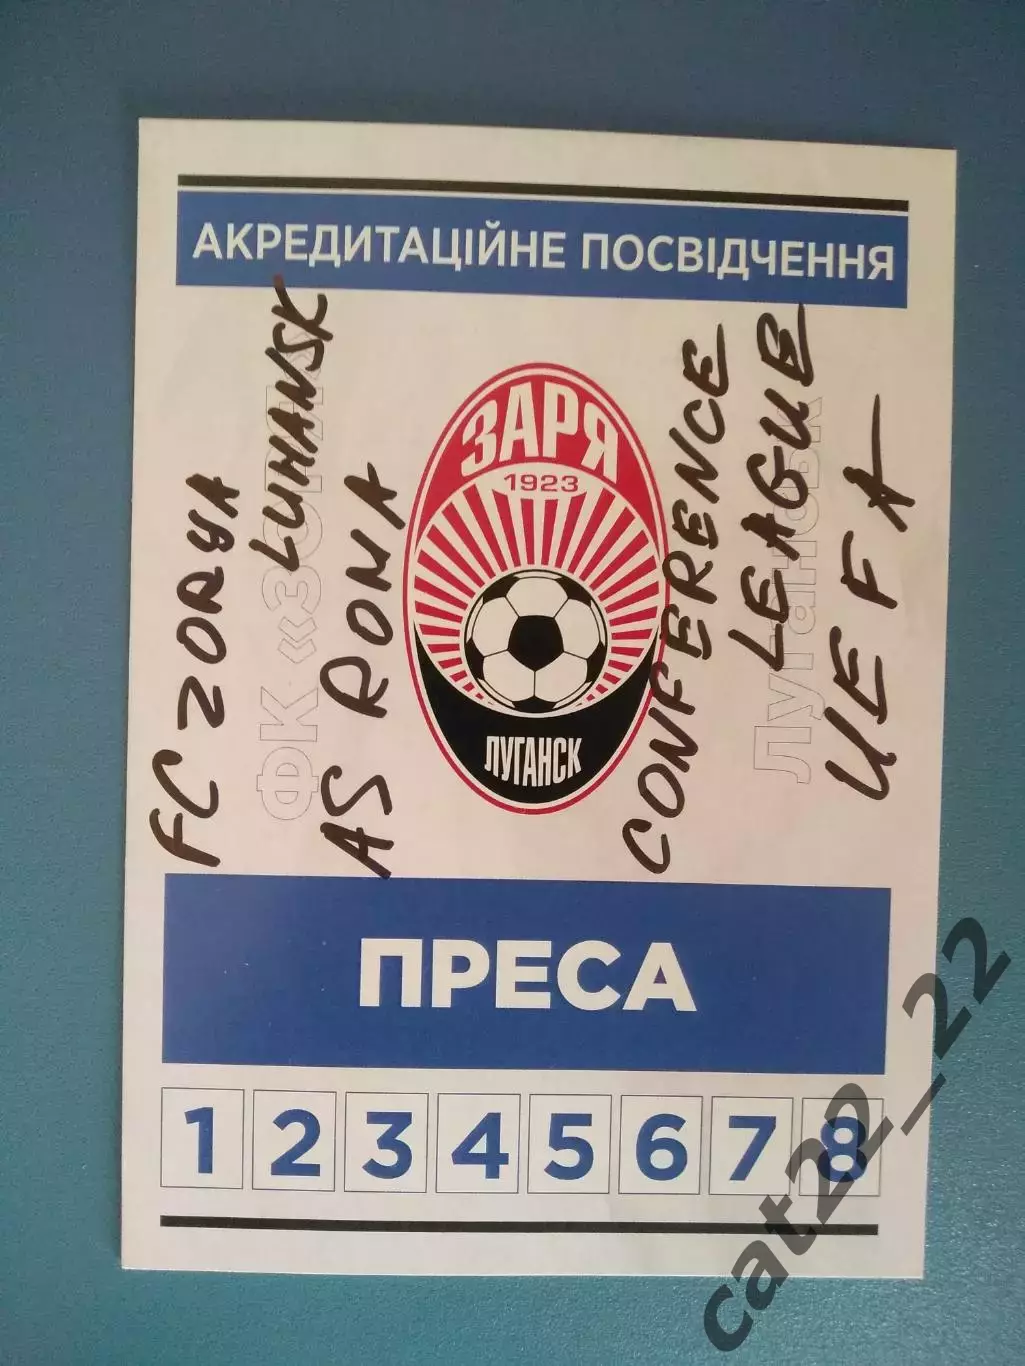 АКРЕДИТАЦІЙНЕ ПОСВІДЧЕННЯ
FC ZORYA
LUHANSK
AS ROMA
ФК «ЗОРЯ»
ЗАРЯ
1923
ЛУГАНСК
CONFERENCE
LEAGUE
UEFA
Луганськ
ПРЕСА
1 2 3 4 5 6 7 8
cat22_22